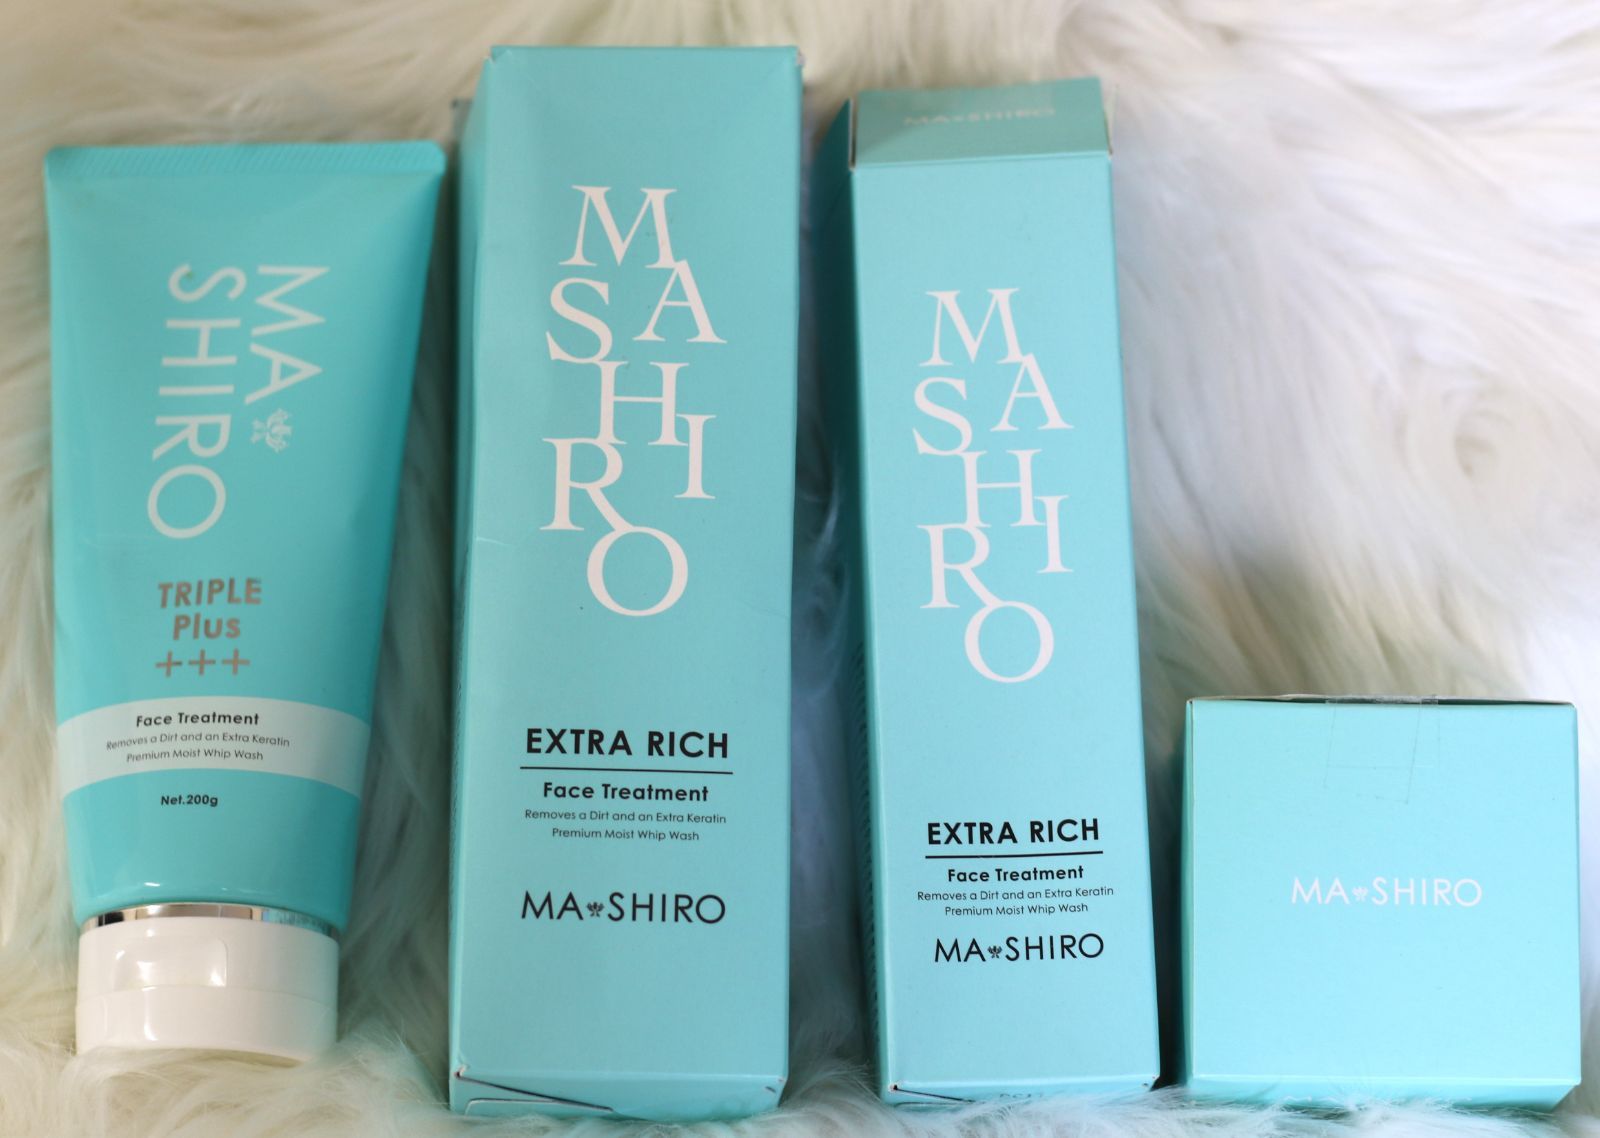 MA
SHIRO
TRIPLE
Plus
+++
Face Treatment
Removes a Dirt and an Extra Keratin
Premium Moist Whip Wash
Net.200g
MA
SHI
RO
EXTRA RICH
Face Treatment
Removes a Dirt and an Extra Keratin
Premium Moist Whip Wash
MA SHIRO
MA SHIRO
MA
SHI
RO
EXTRA RICH
Face Treatment
Removes a Dirt and an Extra Keratin
Premium Moist Whip Wash
MA SHIRO
MA SHIRO